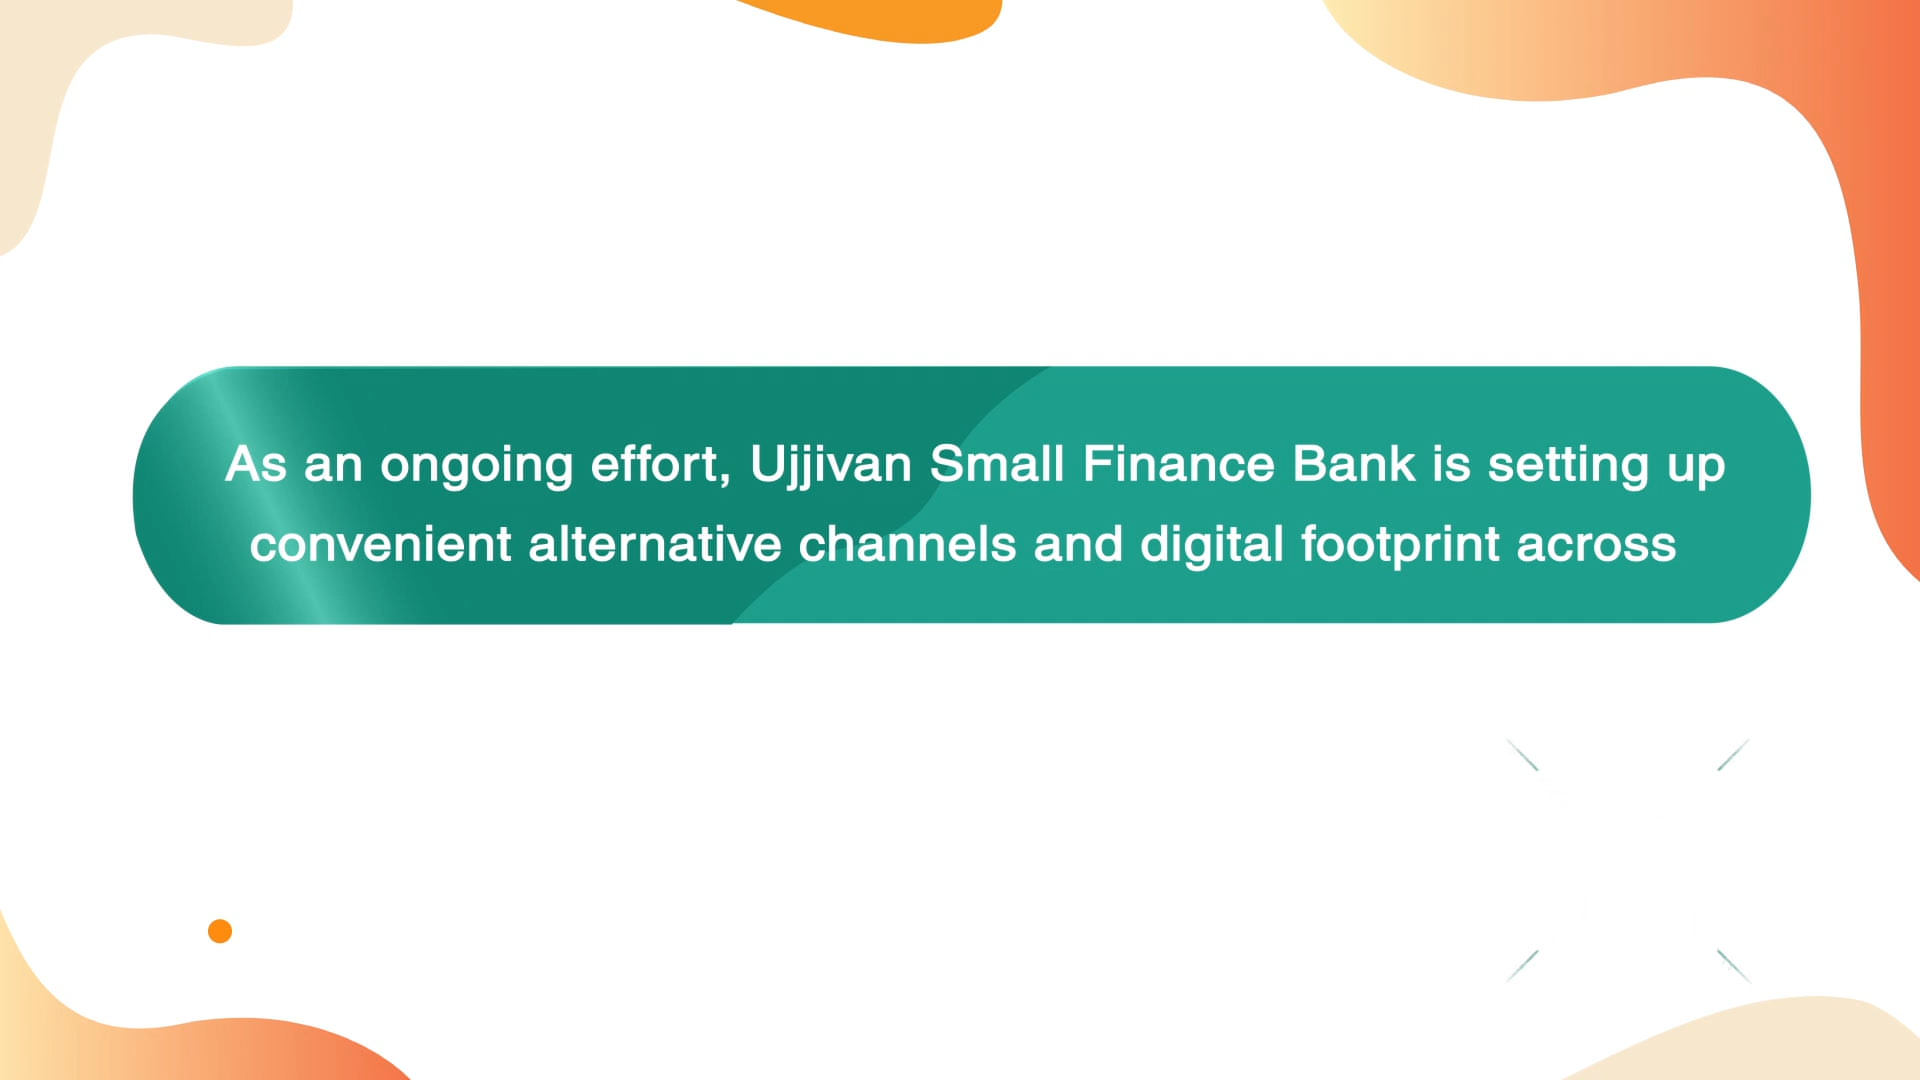 As an ongoing effort, Ujjivan Small Finance Bank is setting up
convenient alternative channels and digital footprint across